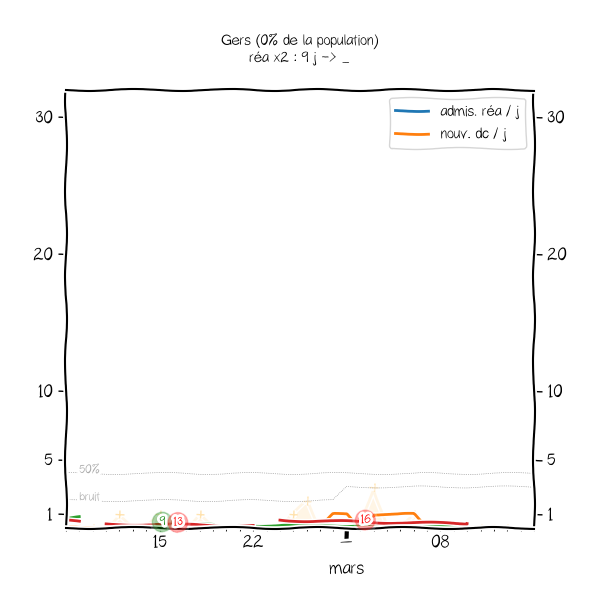 Gers (0% de la population)
réa x2 : 9 j -> _
admis. réa / j
nouv. dc / j
30
30
20
20
10
10
5
5
50%
bruit
1
1
9
13
16
15
22
08
mars